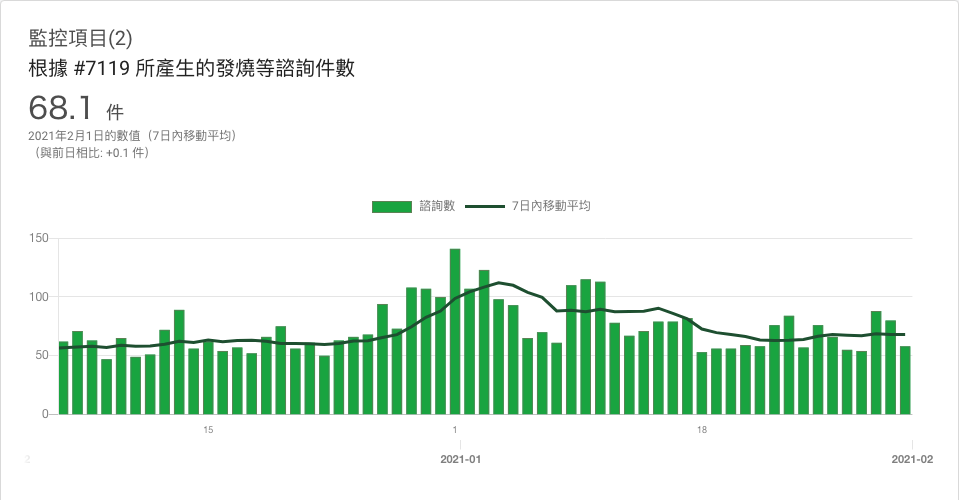 監控項目(2)
根據 #7119 所產生的發燒等諮詢件數
68.1 件
2021年2月1日的數值（7日內移動平均）
（與前日相比: +0.1 件）
諮詢數 7日內移動平均
150
100
50
0
15 1 18
2021-01 2021-02